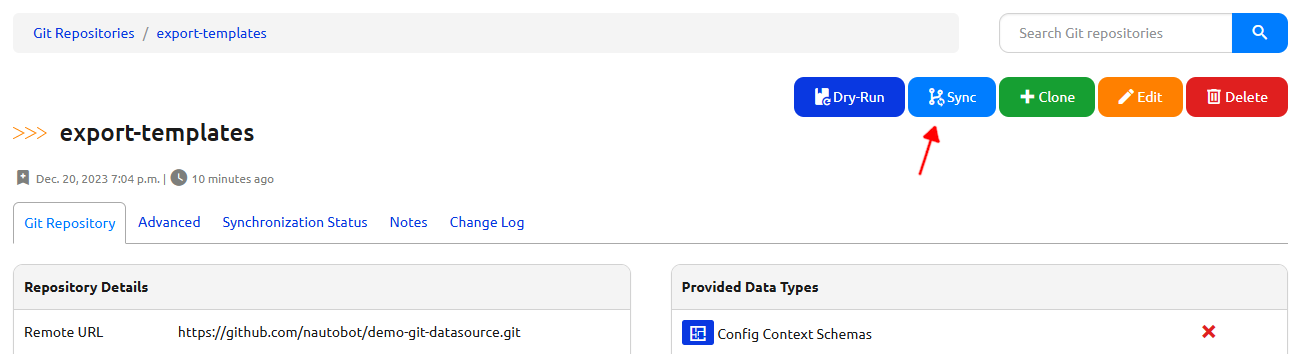 Git Repositories / export-templates
Search Git repositories
Dry-Run Sync Clone Edit Delete
>>> export-templates
Dec. 20, 2023 7:04 p.m. | 10 minutes ago
Git Repository Advanced Synchronization Status Notes Change Log
Repository Details
Remote URL https://github.com/nautobot/demo-git-datasource.git
Provided Data Types
Config Context Schemas